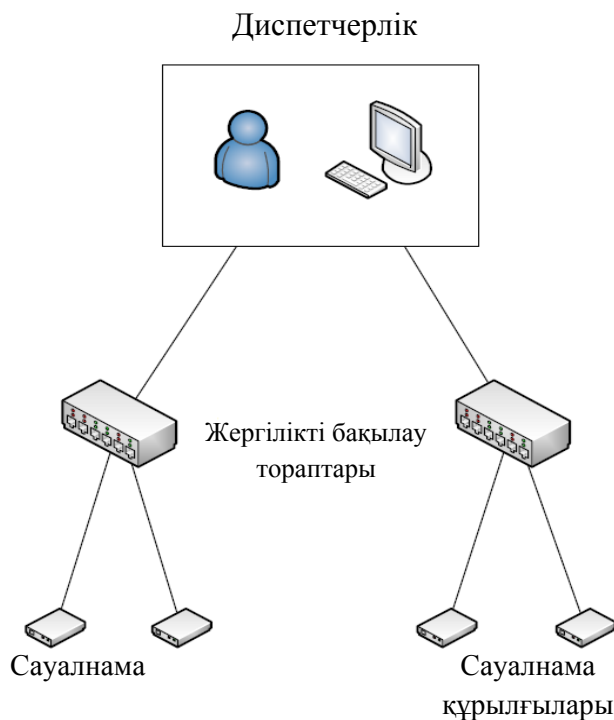 Диспетчерлік
Жергілікті бақылау
тораптары
Сауалнама
Сауалнама
құрылғылары